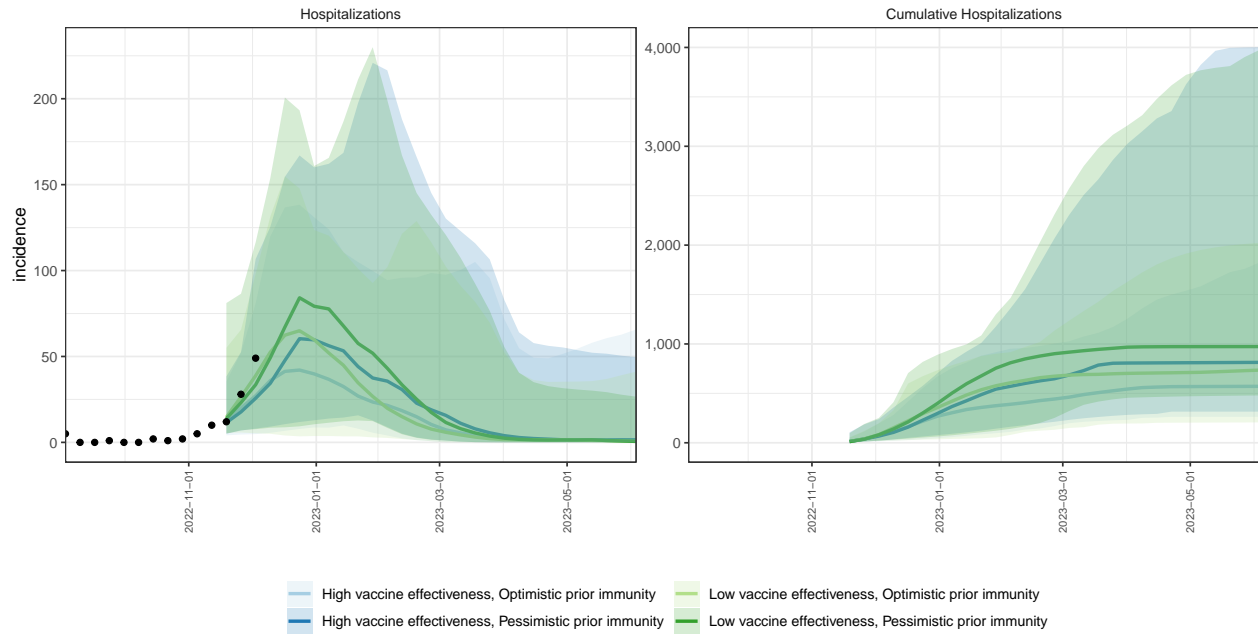 Hospitalizations
Cumulative Hospitalizations
incidence
200
150
100
50
0
2022−11−01
2023−01−01
2023−03−01
2023−05−01
4,000
3,000
2,000
1,000
0
2022−11−01
2023−01−01
2023−03−01
2023−05−01
High vaccine effectiveness, Optimistic prior immunity
Low vaccine effectiveness, Optimistic prior immunity
High vaccine effectiveness, Pessimistic prior immunity
Low vaccine effectiveness, Pessimistic prior immunity